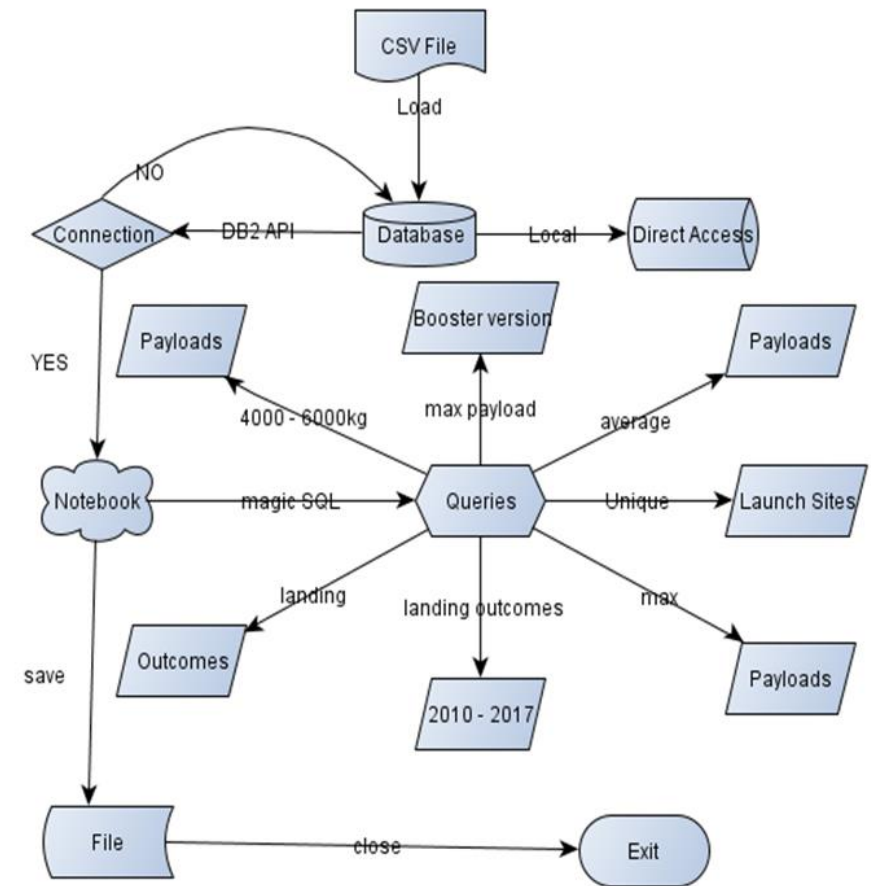 CSV File
Load
NO
Connection
DB2 API
Database
Local
Direct Access
Booster version
Payloads
Payloads
YES
4000 - 6000kg
max payload
average
Notebook
magic SQL
Queries
Unique
Launch Sites
landing
landing outcomes
max
Outcomes
save
2010 - 2017
Payloads
File
close
Exit